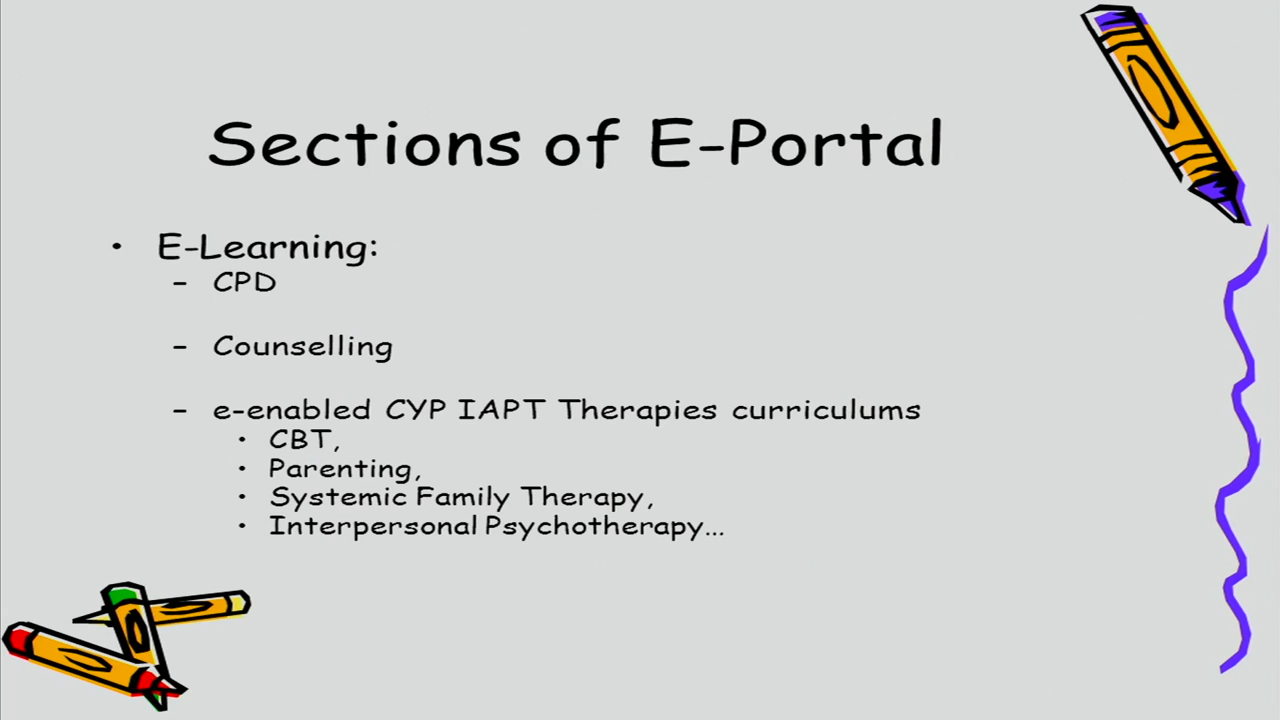 Sections of E-Portal
• E-Learning:
– CPD
– Counselling
– e-enabled CYP IAPT Therapies curriculums
• CBT,
• Parenting,
• Systemic Family Therapy,
• Interpersonal Psychotherapy...